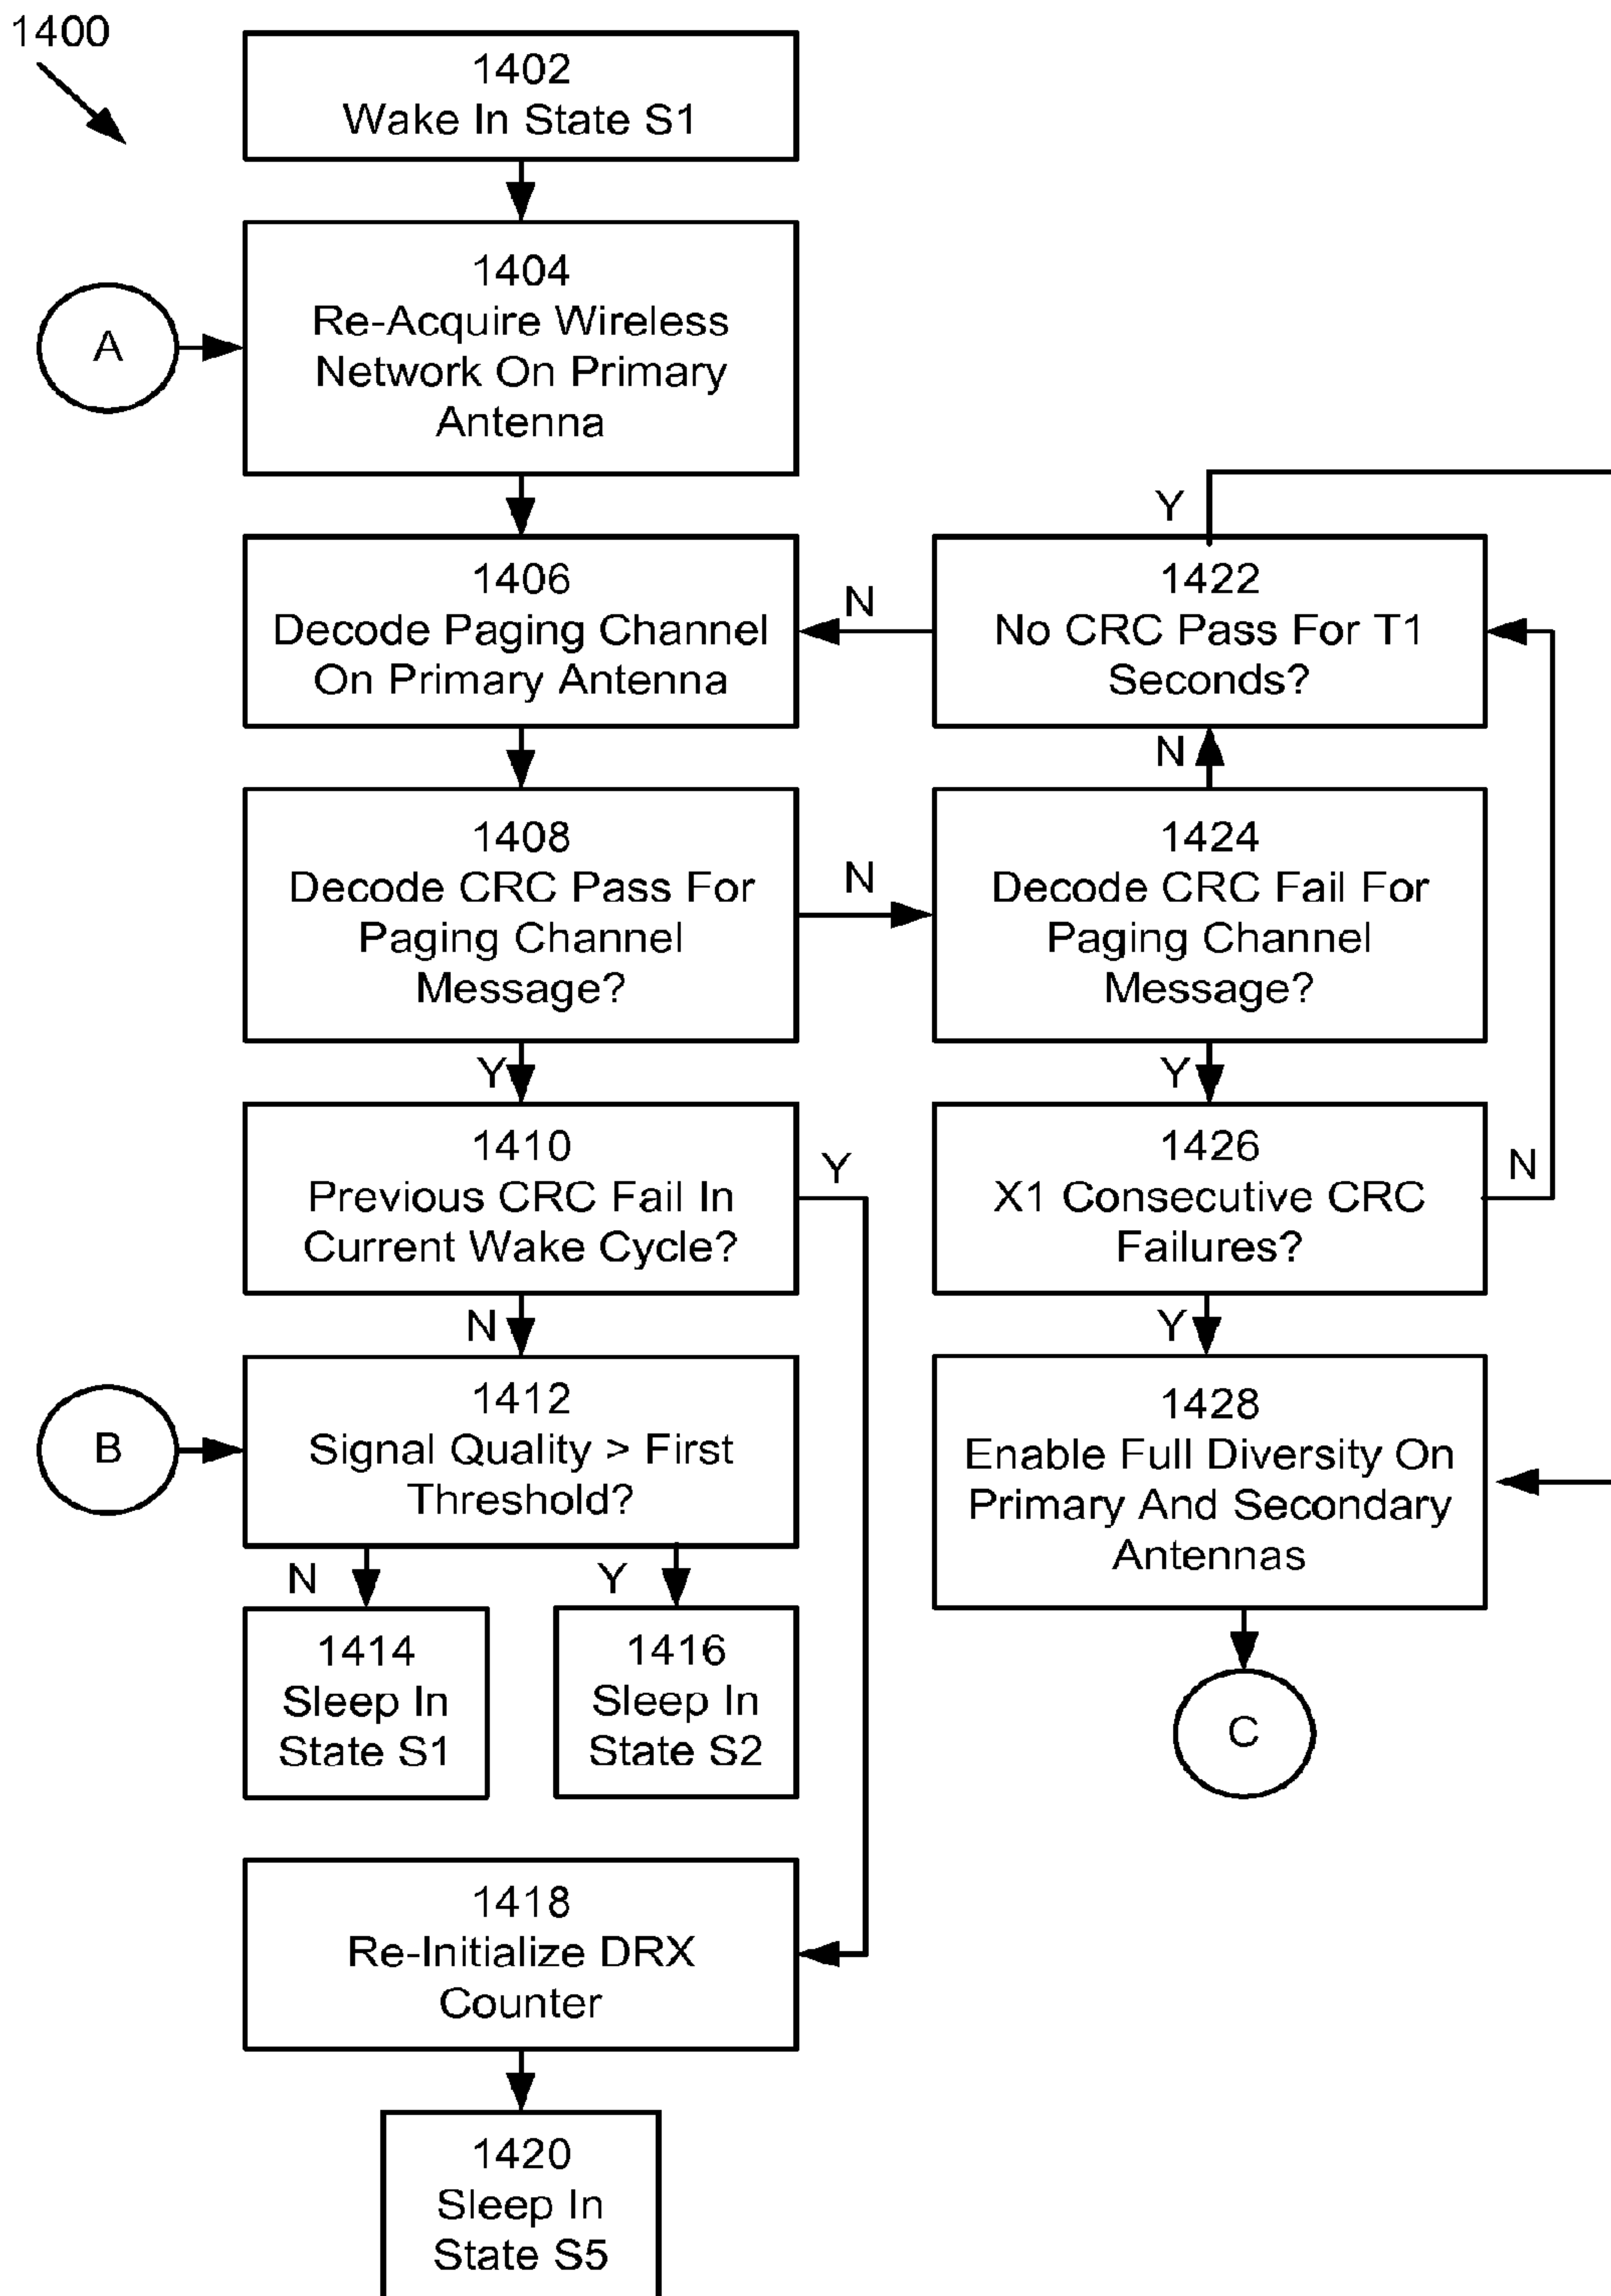 1400
1402
Wake In State S1
1404
Re-Acquire Wireless
Network On Primary
Antenna
A
1406
Decode Paging Channel
On Primary Antenna
N
Y
1422
No CRC Pass For T1
Seconds?
1408
Decode CRC Pass For
Paging Channel
Message?
N
N
1424
Decode CRC Fail For
Paging Channel
Message?
Y
Y
1410
Previous CRC Fail In
Current Wake Cycle?
Y
1426
X1 Consecutive CRC
Failures?
N
N
Y
B
1412
Signal Quality > First
Threshold?
1428
Enable Full Diversity On
Primary And Secondary
Antennas
N
Y
1414
Sleep In
State S1
1416
Sleep In
State S2
C
1418
Re-Initialize DRX
Counter
1420
Sleep In
State S5